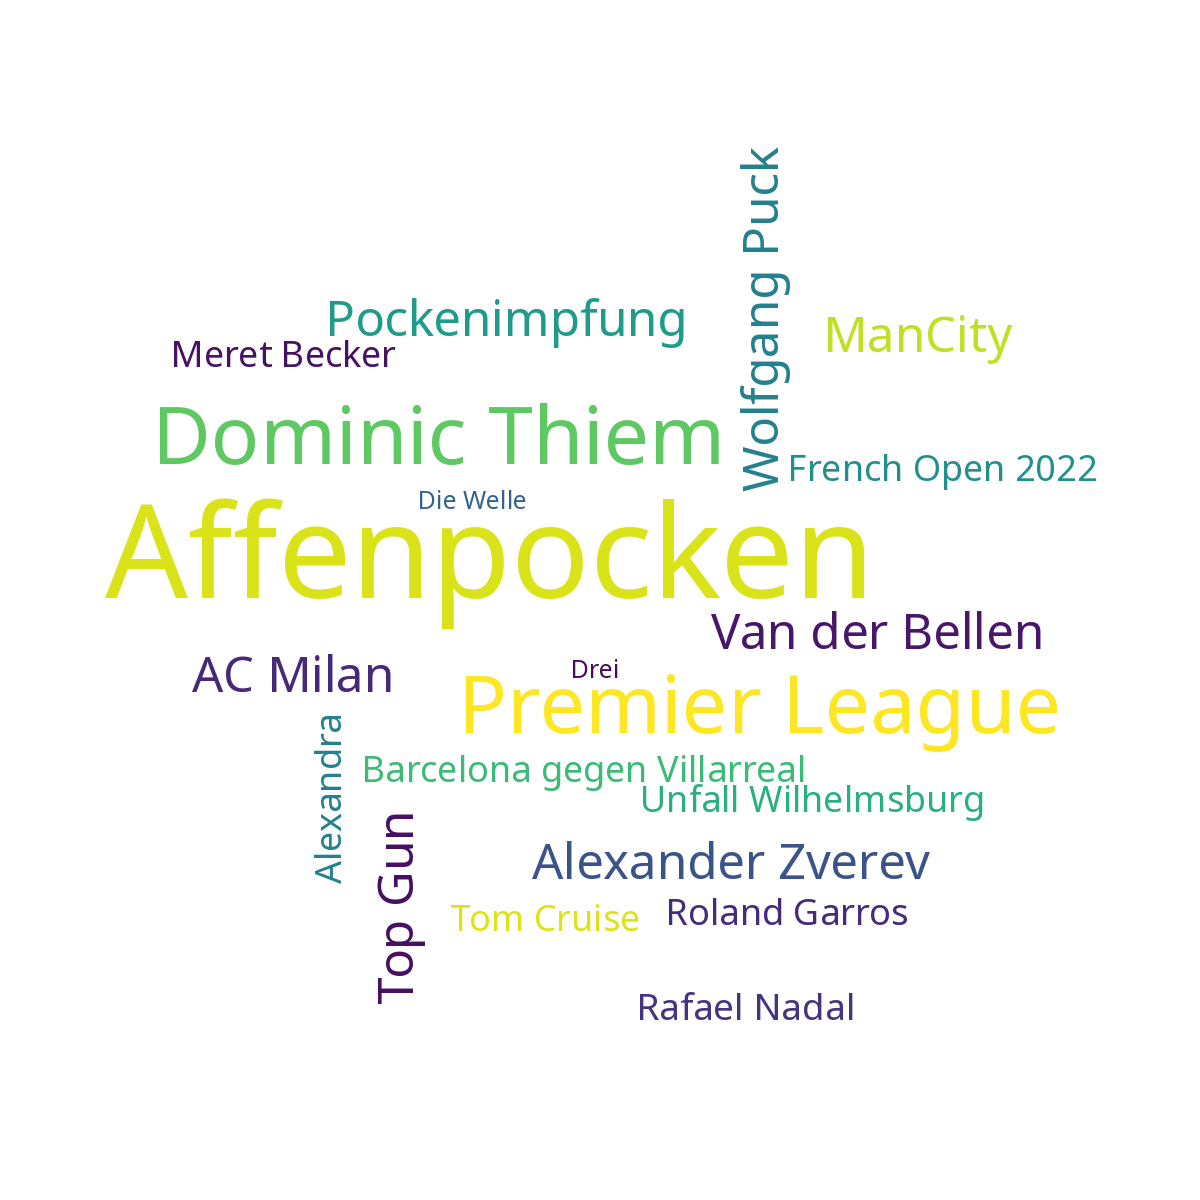 Wolfgang Puck
Pockenimpfung
ManCity
Meret Becker
Dominic Thiem
French Open 2022
Die Welle
Affenpocken
Van der Bellen
AC Milan
Drei
Premier League
Alexandra
Barcelona gegen Villarreal
Unfall Wilhelmsburg
Top Gun
Alexander Zverev
Tom Cruise
Roland Garros
Rafael Nadal